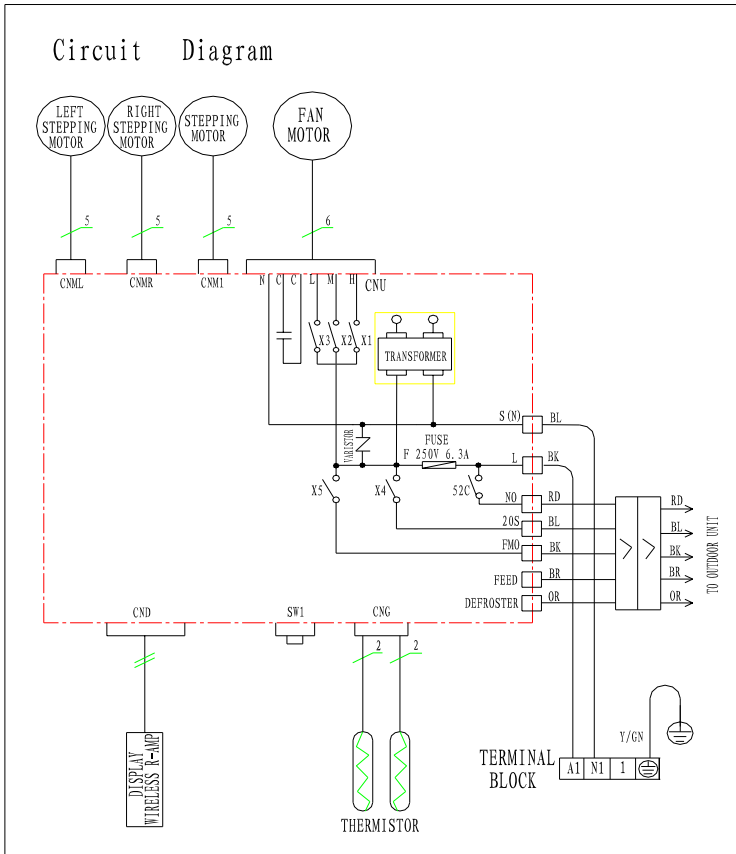 Circuit Diagram
LEFT
STEPPING
MOTOR
RIGHT
STEPPING
MOTOR
STEPPING
MOTOR
FAN
MOTOR
5
5
5
6
CNML
CNMR
CNM1
N
C
C
L
M
H
CNU
X3
X2
X1
TRANSFORMER
S(N)
BL
VARISTOR
FUSE
F 250V 6.3A
L
BK
X5
X4
52C
NO
RD
20S
BL
FMO
BK
FEED
BR
DEFROSTER
OR
RD
BL
BK
BR
OR
TO OUTDOOR UNIT
CND
SW1
CNG
2
2
DISPLAY
WIRELESS R-AMP
THERMISTOR
Y/GN
TERMINAL
BLOCK
A1
N1
1